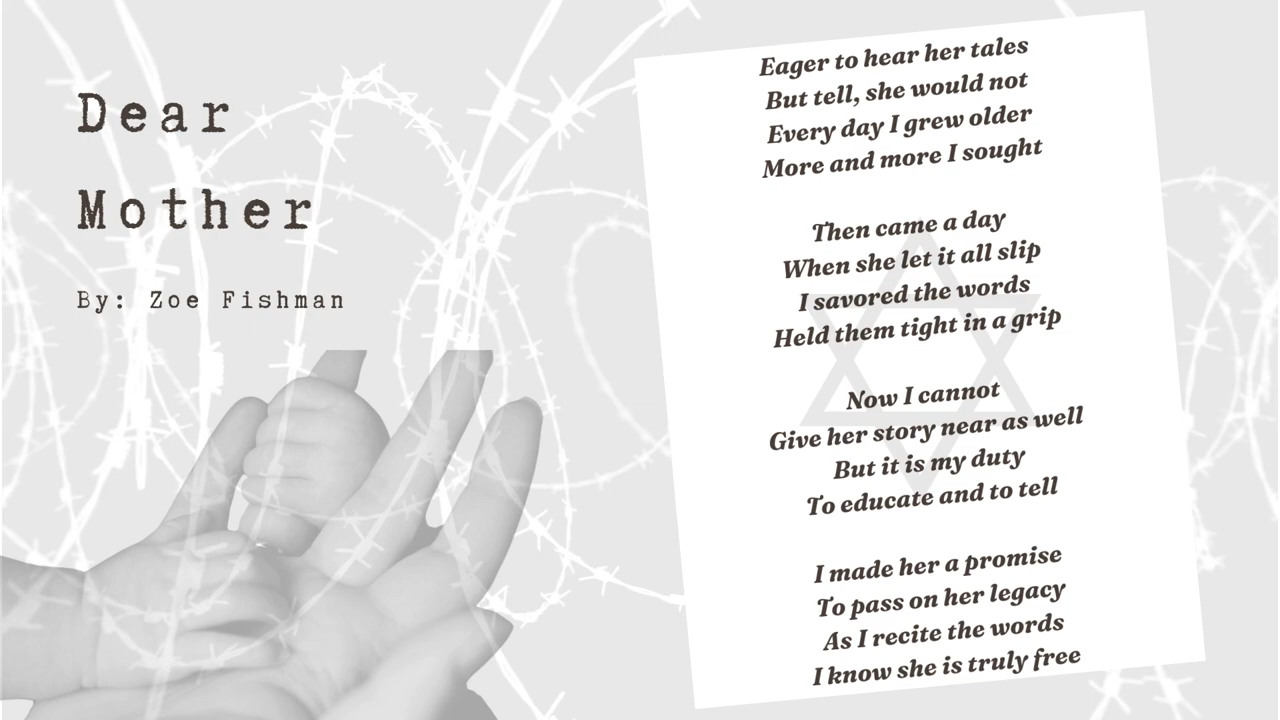 Dear
Mother
By: Zoe Fishman
Eager to hear her tales
But tell, she would not
Every day I grew older
More and more I sought
Then came a day
When she let it all slip
I savored the words
Held them tight in a grip
Now I cannot
Give her story near as well
But it is my duty
To educate and to tell
I made her a promise
To pass on her legacy
As I recite the words
I know she is truly free